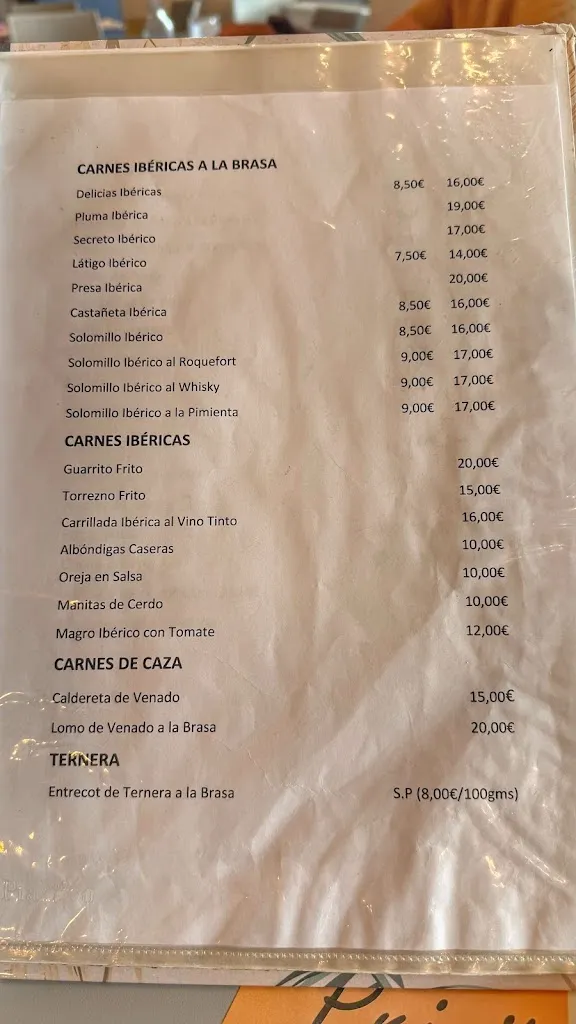 CARNES IBÉRICAS A LA BRASA
Delicias Ibéricas 8,50€ 16,00€
Pluma Ibérica 19,00€
Secreto Ibérico 17,00€
Látigo Ibérico 7,50€ 14,00€
Presa Ibérica 20,00€
Castañeta Ibérica 8,50€ 16,00€
Solomillo Ibérico 8,50€ 16,00€
Solomillo Ibérico al Roquefort 9,00€ 17,00€
Solomillo Ibérico al Whisky 9,00€ 17,00€
Solomillo Ibérico a la Pimienta 9,00€ 17,00€
CARNES IBÉRICAS
Guarrito Frito 20,00€
Torrezno Frito 15,00€
Carrillada Ibérica al Vino Tinto 16,00€
Albóndigas Caseras 10,00€
Oreja en Salsa 10,00€
Manitas de Cerdo 10,00€
Magro Ibérico con Tomate 12,00€
CARNES DE CAZA
Caldereta de Venado 15,00€
Lomo de Venado a la Brasa 20,00€
TERNERA
Entrecot de Ternera a la Brasa S.P (8,00€/100gms)